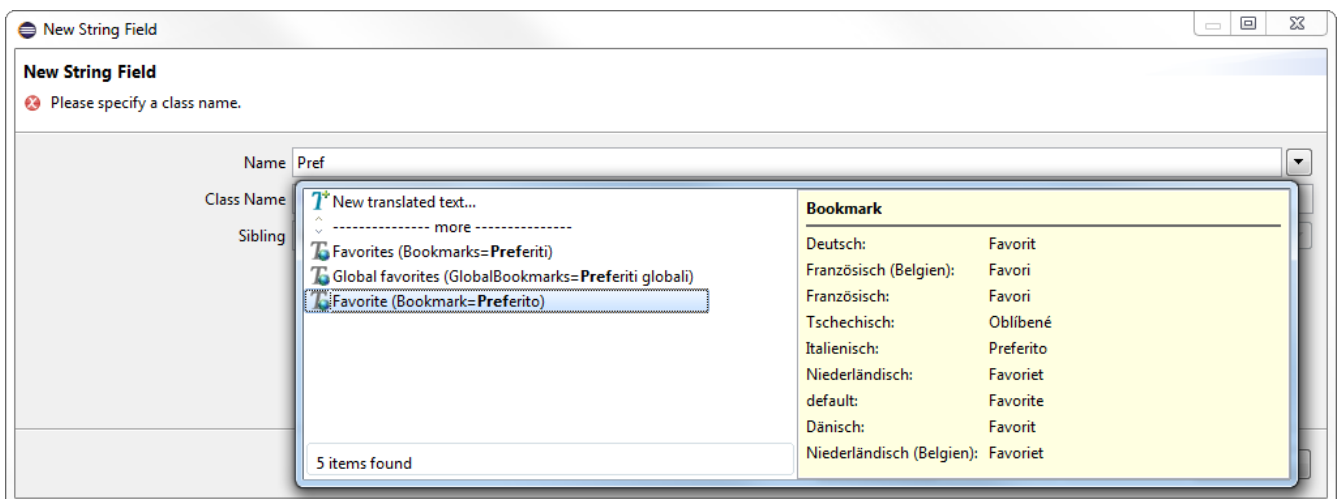 New String Field
New String Field
Please specify a class name.
Name Pref
Class Name
Sibling
New translated text...
--------------- more ---------------
Favorites (Bookmarks=Preferiti)
Global favorites (GlobalBookmarks=Preferiti globali)
Favorite (Bookmark=Preferito)
5 items found
Bookmark
Deutsch: Favorit
Französisch (Belgien): Favori
Französisch: Favori
Tschechisch: Oblíbené
Italienisch: Preferito
Niederländisch: Favoriet
default: Favorite
Dänisch: Favorit
Niederländisch (Belgien): Favoriet